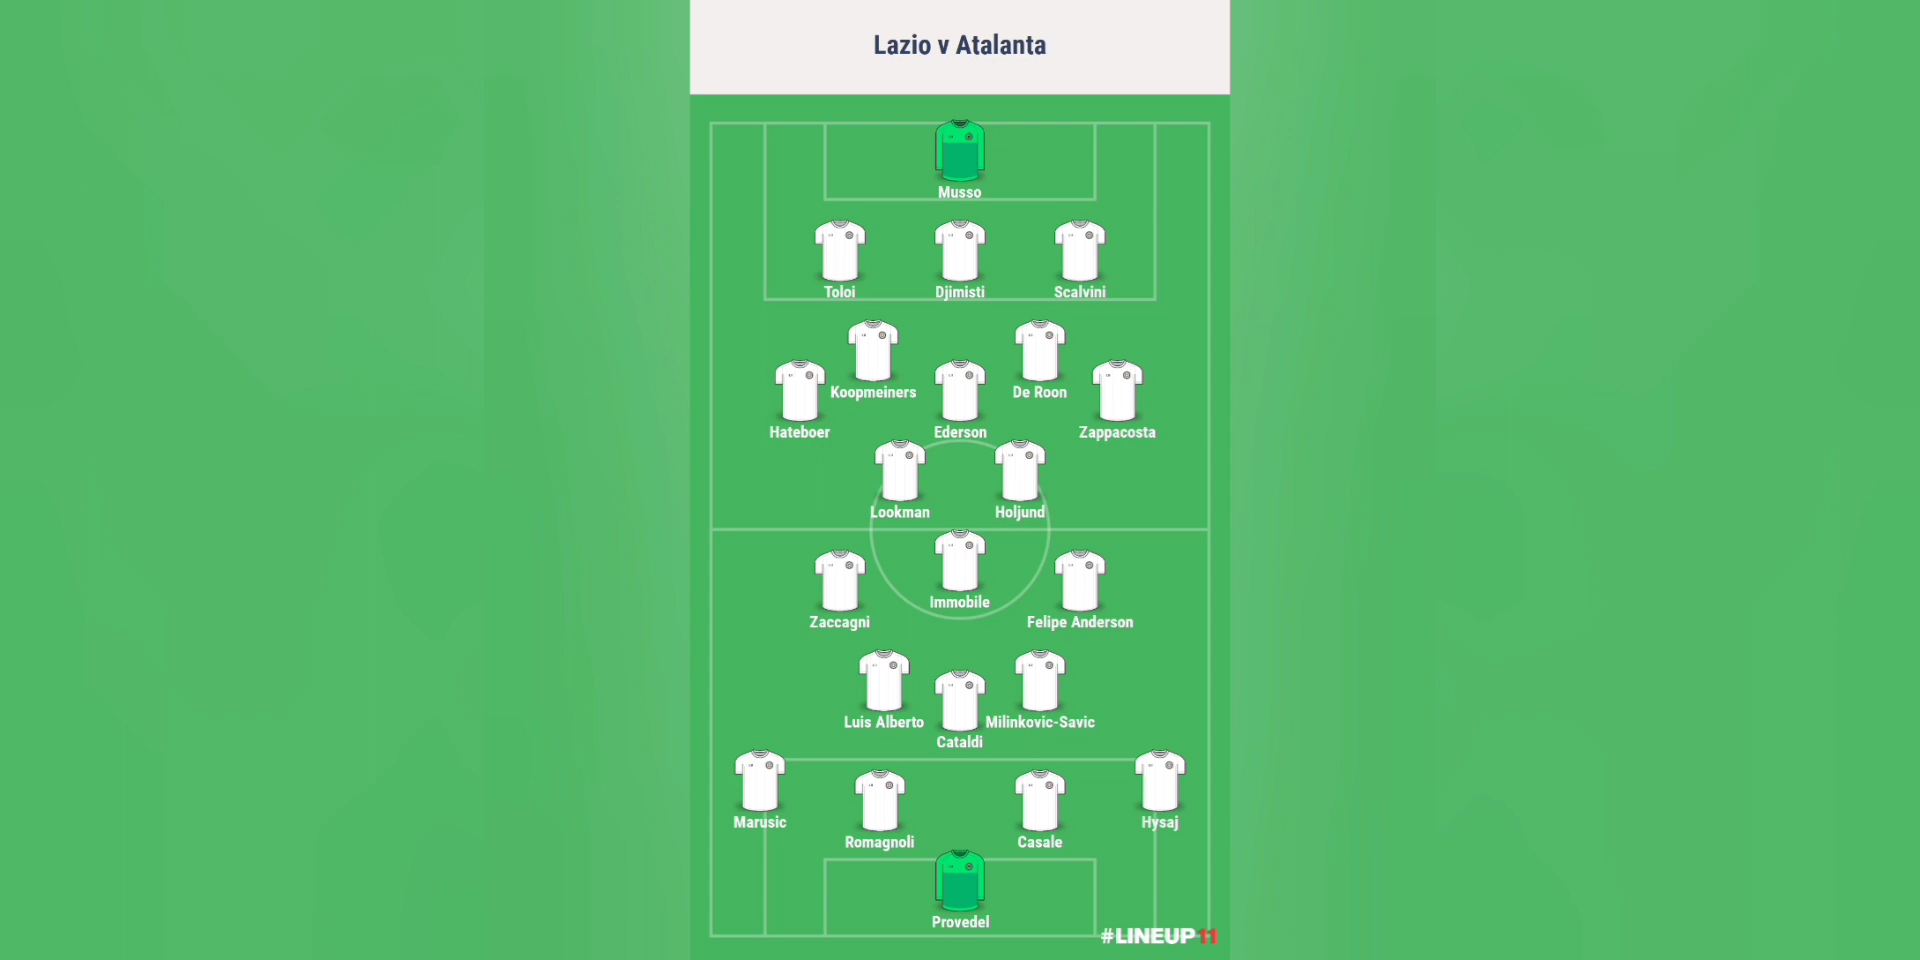 Lazio v Atalanta
Musso
Toloi Djimisti Scalvini
Koopmeiners De Roon
Hateboer Ederson Zappacosta
Lookman Holjund
Immobile
Zaccagni Felipe Anderson
Luis Alberto Milinkovic-Savic
Cataldi
Marusic Hysaj
Romagnoli Casale
Provedel
#LINEUP11